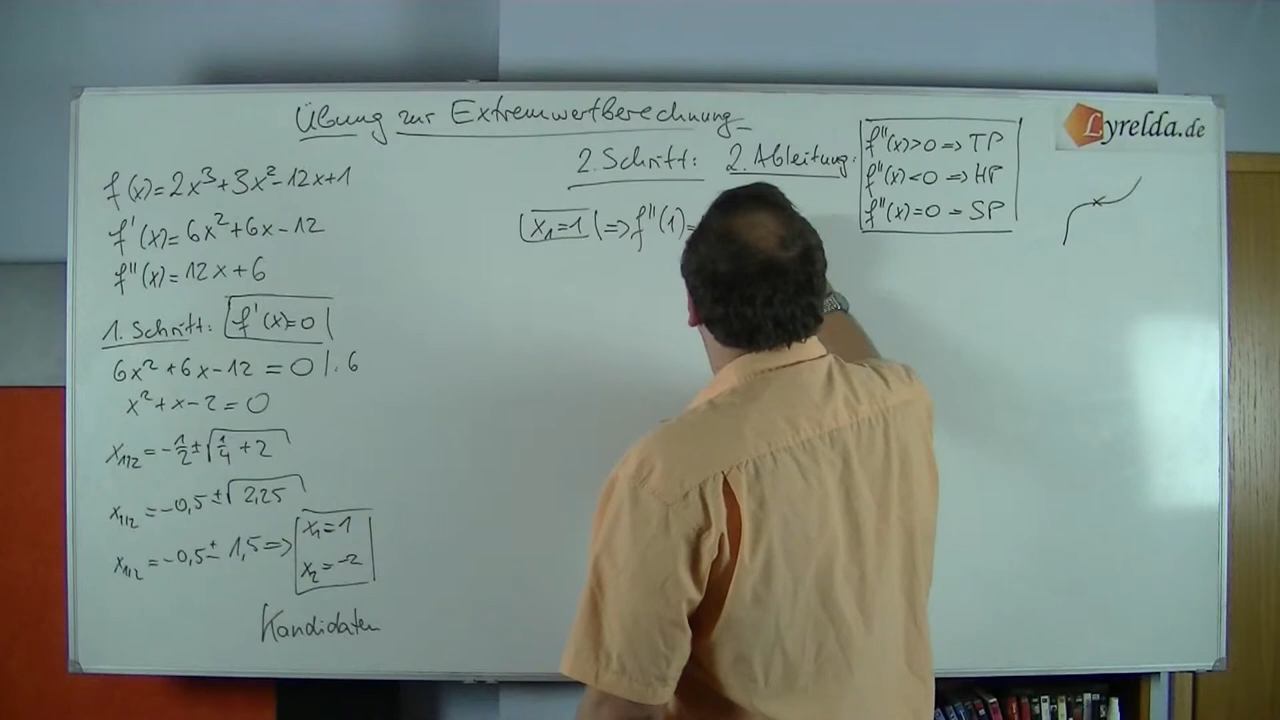 Übung zur Extremwertberechnung
f(x)=2x³+3x²-12x+1
f'(x)=6x²+6x-12
f''(x)=12x+6
1. Schritt: f'(x)=0
6x²+6x-12=0 |:6
x²+x-2=0
x₁/₂=-1/2±√(1/4+2)
x₁/₂=-0,5±√2,25
x₁/₂=-0,5±1,5=>
x₁=1
x₂=-2
Kandidaten
2. Schritt: 2. Ableitung:
f''(x)>0 => TP
f''(x)<0 => HP
f''(x)=0 = SP
x₁=1 => f''(1)=
Lyrelda.de